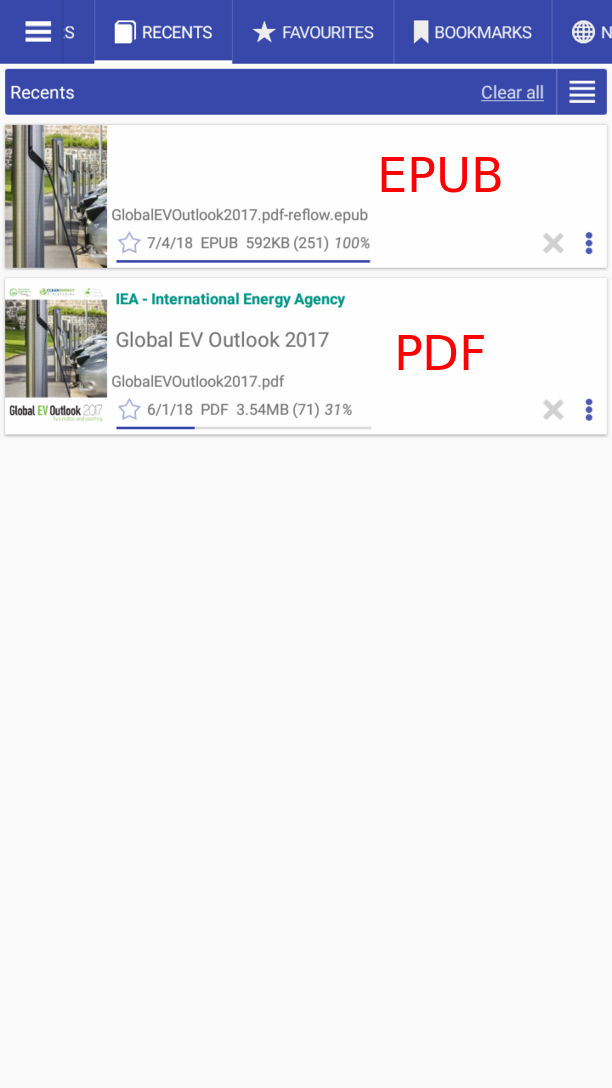 S
RECENTS
FAVOURITES
BOOKMARKS
N
Recents
Clear all
EPUB
GlobalEVOutlook2017.pdf-reflow.epub
7/4/18 EPUB 592KB (251) 100%
IEA - International Energy Agency
Global EV Outlook 2017
PDF
GlobalEVOutlook2017.pdf
Global EV Outlook 2017
6/1/18 PDF 3.54MB (71) 31%